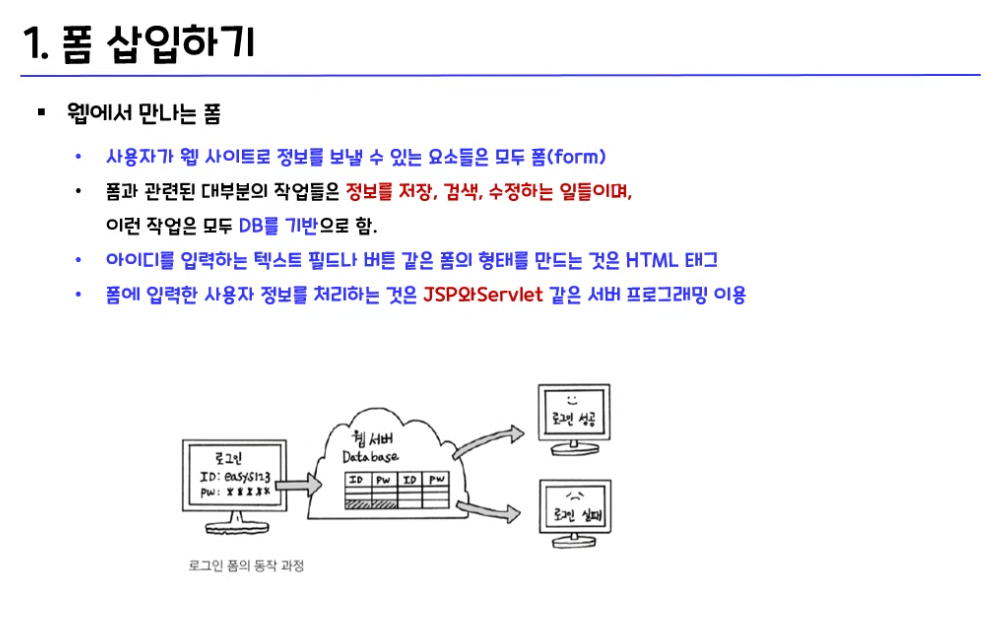 1. 폼 삽입하기
▪ 웹에서 만나는 폼
• 사용자가 웹 사이트로 정보를 보낼 수 있는 요소들은 모두 폼(form)
• 폼과 관련된 대부분의 작업들은 정보를 저장, 검색, 수정하는 일들이며,
이런 작업은 모두 DB를 기반으로 함.
• 아이디를 입력하는 텍스트 필드나 버튼 같은 폼의 형태를 만드는 것은 HTML 태그
• 폼에 입력한 사용자 정보를 처리하는 것은 JSP와Servlet 같은 서버 프로그래밍 이용
로그인
ID: easys123
PW: *****
웹 서버
Database
ID PW ID PW
로그인 성공
로그인 실패
로그인 폼의 동작 과정